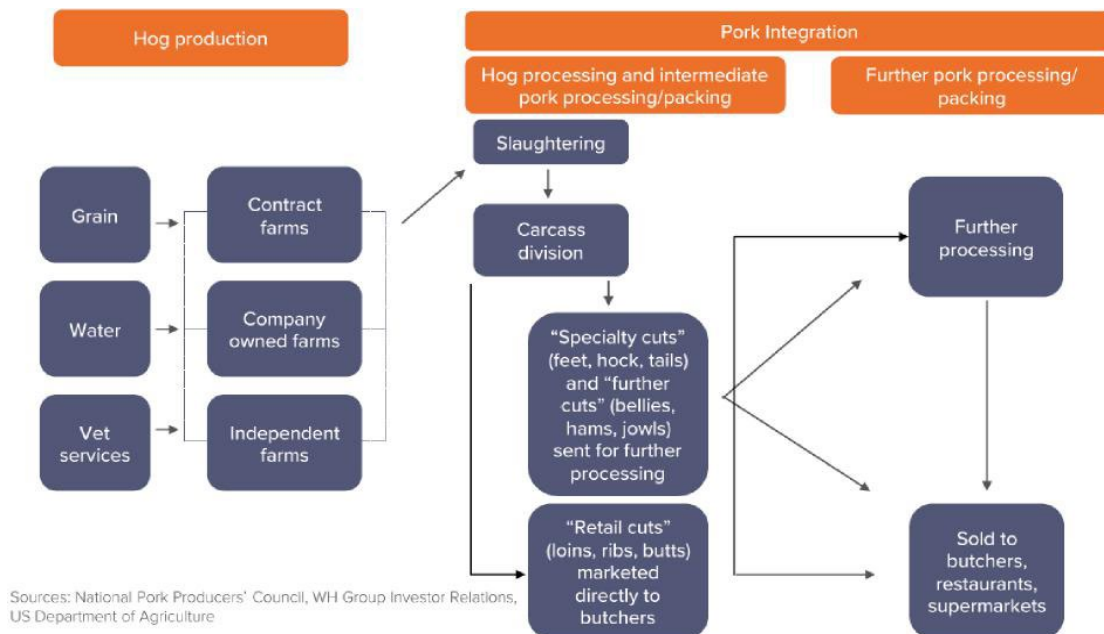 Hog production
Pork Integration
Hog processing and intermediate
pork processing/packing
Further pork processing/
packing
Grain
Water
Vet
services
Contract
farms
Company
owned farms
Independent
farms
Slaughtering
Carcass
division
“Specialty cuts”
(feet, hock, tails)
and “further
cuts” (bellies,
hams, jowls)
sent for further
processing
“Retail cuts”
(loins, ribs, butts)
marketed
directly to
butchers
Further
processing
Sold to
butchers,
restaurants,
supermarkets
Sources: National Pork Producers’ Council, WH Group Investor Relations,
US Department of Agriculture